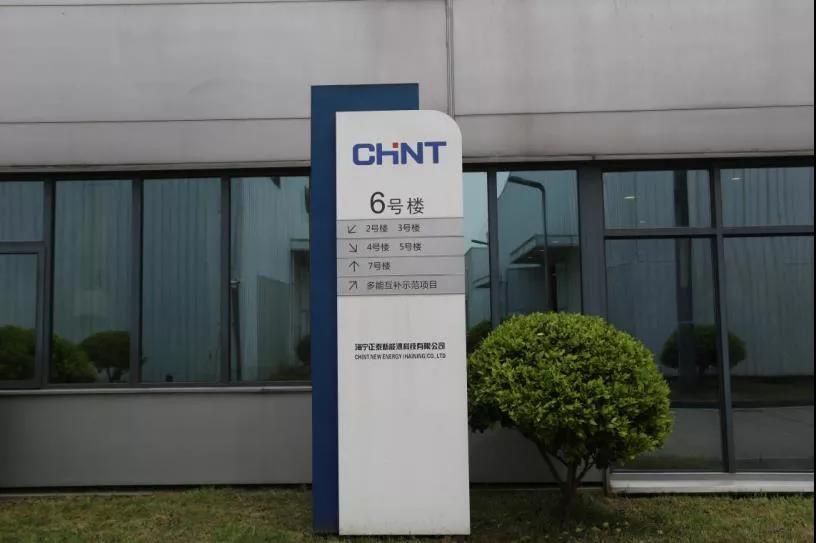 CHNT
6号楼
↙ 2号楼 3号楼
↘ 4号楼 5号楼
↑ 7号楼
↗ 多能互补示范项目
海宁正泰新能源科技有限公司
CHINT NEW ENERGY (HAINING) CO., LTD